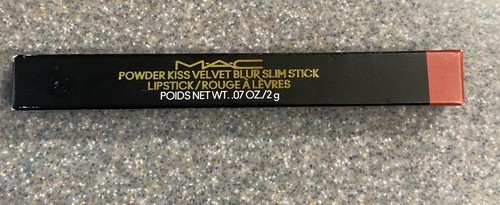 MAC
POWDER KISS VELVET BLUR SLIM STICK
LIPSTICK/ROUGE À LÈVRES
POIDS NET WT. .07 OZ./2 g